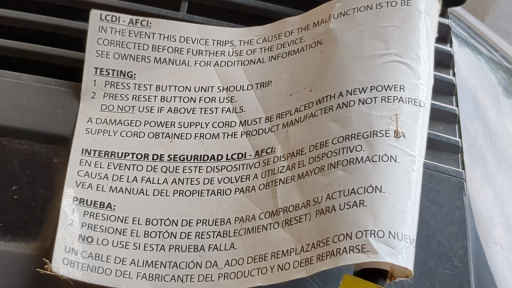 LCDI - AFCI:
IN THE EVENT THIS DEVICE TRIPS, THE CAUSE OF THE MALFUNCTION IS TO BE
CORRECTED BEFORE FURTHER USE OF THE DEVICE.
SEE OWNERS MANUAL FOR ADDITIONAL INFORMATION.
TESTING:
1 PRESS TEST BUTTON UNIT SHOULD TRIP
2 PRESS RESET BUTTON FOR USE.
DO NOT USE IF ABOVE TEST FAILS.
A DAMAGED POWER SUPPLY CORD MUST BE REPLACED WITH A NEW POWER
SUPPLY CORD OBTAINED FROM THE PRODUCT MANUFACTER AND NOT REPAIRED
INTERRUPTOR DE SEGURIDAD LCDI - AFCI:
EN EL EVENTO DE QUE ESTE DISPOSITIVO SE DISPARE, DEBE CORREGIRSE LA
CAUSA DE LA FALLA ANTES DE VOLVER A UTILIZAR EL DISPOSITIVO.
VEA EL MANUAL DEL PROPIETARIO PARA OBTENER MAYOR INFORMACIÓN.
PRUEBA:
PRESIONE EL BOTÓN DE PRUEBA PARA COMPROBAR SU ACTUACIÓN.
2 PRESIONE EL BOTÓN DE RESTABLECIMIENTO (RESET) PARA USAR.
NO LO USE SI ESTA PRUEBA FALLA.
UN CABLE DE ALIMENTACIÓN DA_ADO DEBE REMPLAZARSE CON OTRO NUEV
OBTENIDO DEL FABRICANTE DEL PRODUCTO Y NO DEBE REPARARSE.